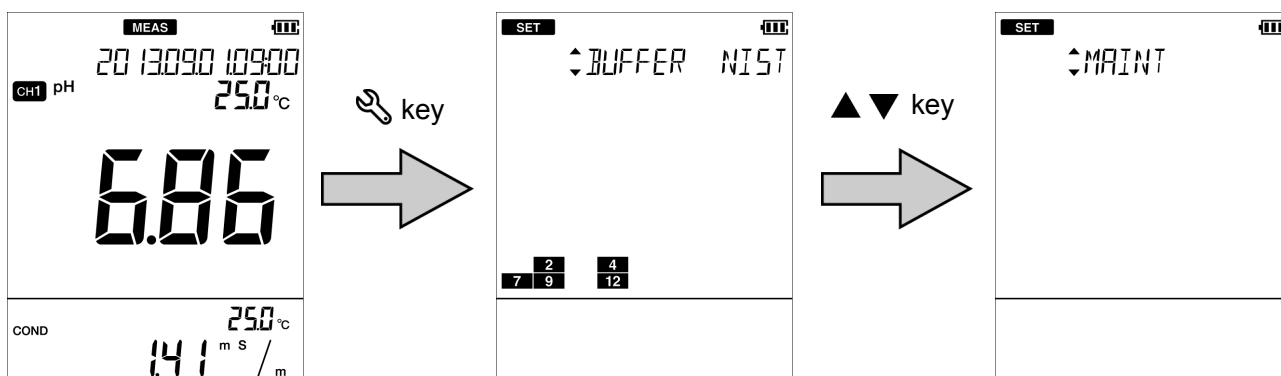 MEAS
2013.09.01.09:00
CH1 pH
25.0 °C
6.86
COND
25.0 °C
1.41 m S / m
key
SET
BUFFER NIST
2 4
7 9 12
▲ ▼ key
SET
MAINT